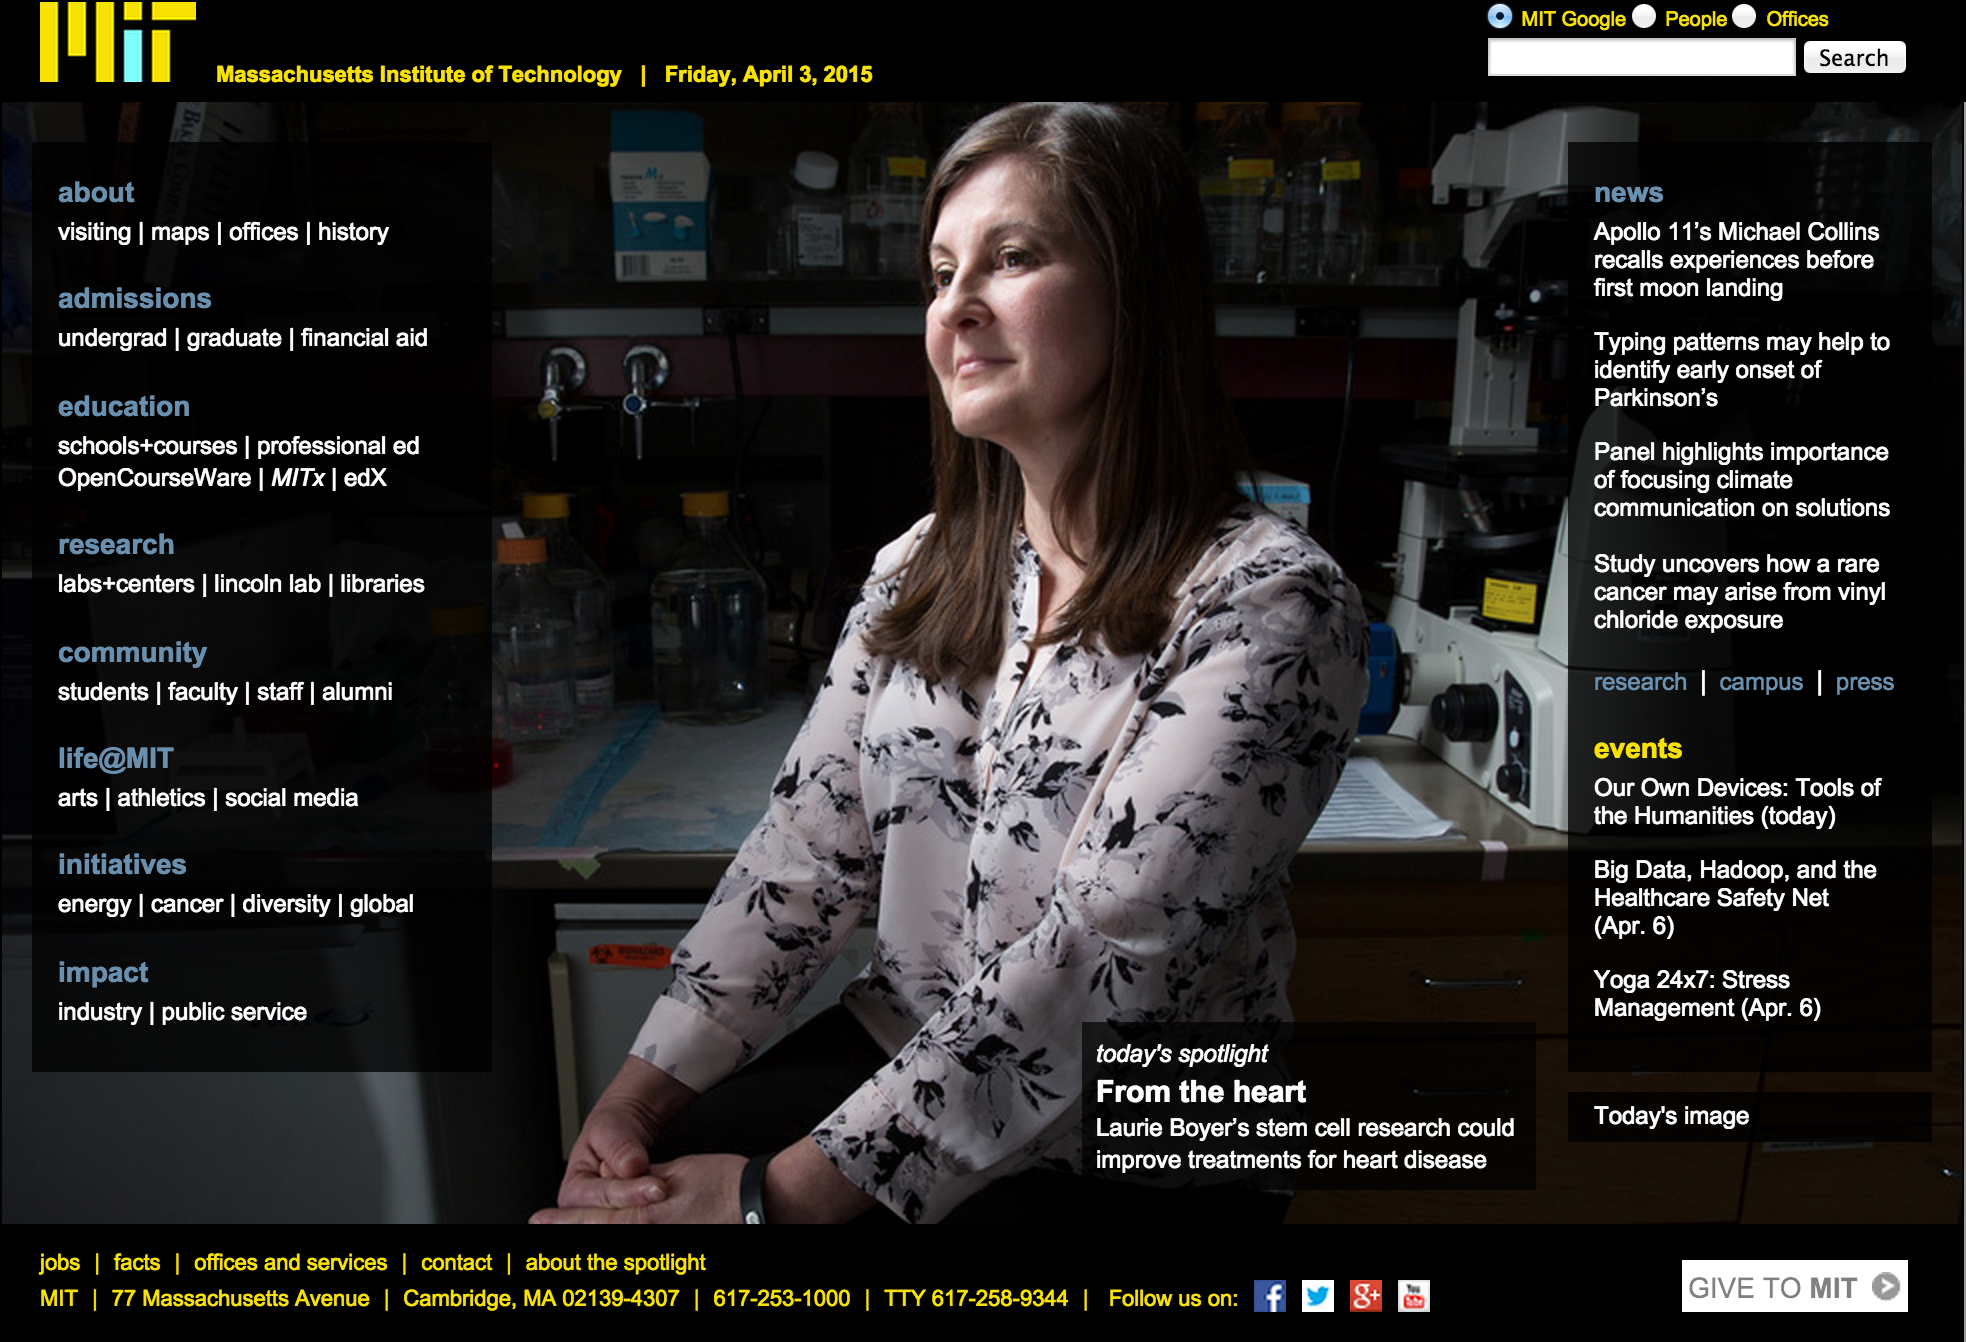 MIT
Massachusetts Institute of Technology | Friday, April 3, 2015
MIT Google People Offices
Search
about
visiting | maps | offices | history
admissions
undergrad | graduate | financial aid
education
schools+courses | professional ed
OpenCourseWare | MITx | edX
research
labs+centers | lincoln lab | libraries
community
students | faculty | staff | alumni
life@MIT
arts | athletics | social media
initiatives
energy | cancer | diversity | global
impact
industry | public service
BIOHAZARD
today's spotlight
From the heart
Laurie Boyer’s stem cell research could
improve treatments for heart disease
news
Apollo 11’s Michael Collins
recalls experiences before
first moon landing
Typing patterns may help to
identify early onset of
Parkinson’s
Panel highlights importance
of focusing climate
communication on solutions
Study uncovers how a rare
cancer may arise from vinyl
chloride exposure
research | campus | press
events
Our Own Devices: Tools of
the Humanities (today)
Big Data, Hadoop, and the
Healthcare Safety Net
(Apr. 6)
Yoga 24x7: Stress
Management (Apr. 6)
Today's image
jobs | facts | offices and services | contact | about the spotlight
MIT | 77 Massachusetts Avenue | Cambridge, MA 02139-4307 | 617-253-1000 | TTY 617-258-9344 | Follow us on:
f
g+
You
Tube
GIVE TO MIT